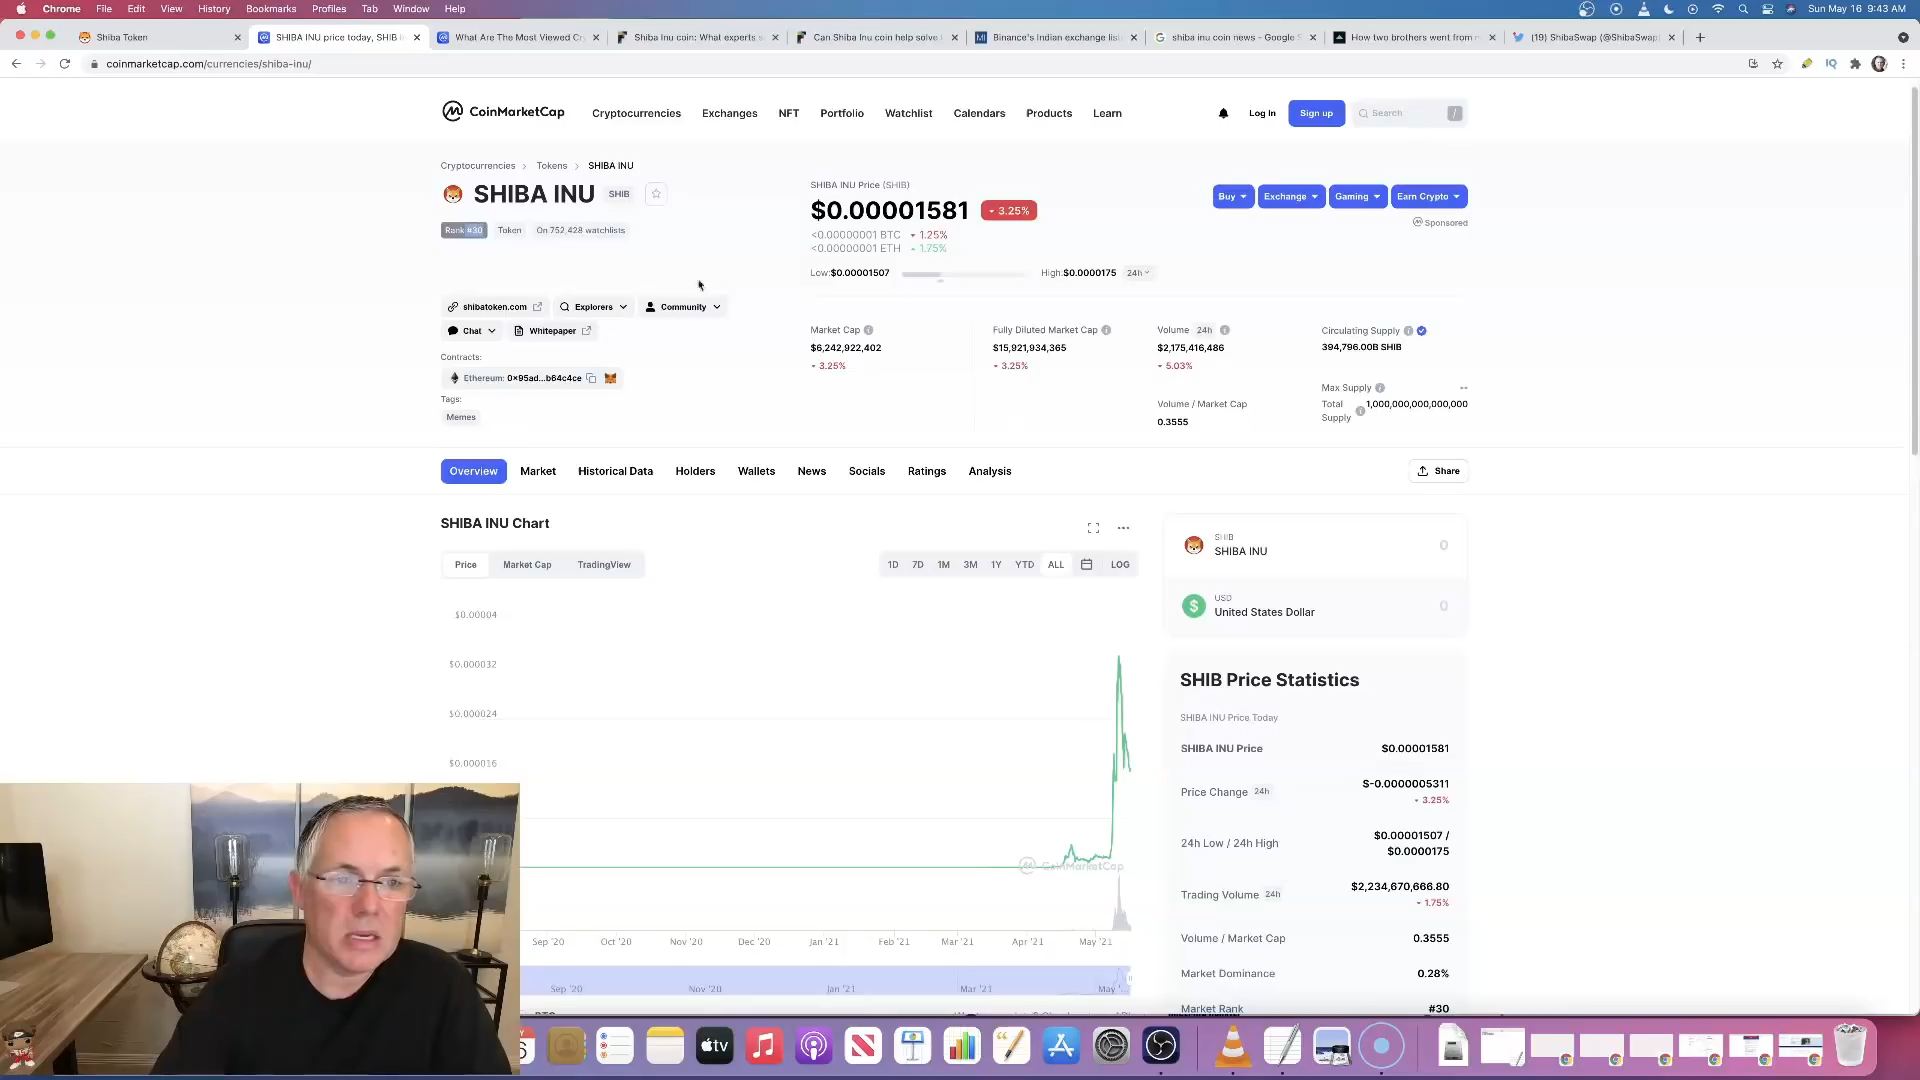 Chrome File Edit View History Bookmarks Profiles Tab Window Help
Sun May 16 9:43 AM
Shiba Token
SHIBA INU price today, SHIB
What Are The Most Viewed Cry
Shiba Inu coin: What experts s
Can Shiba Inu coin help solve
Binance's Indian exchange lis
shiba inu coin news - Google S
How two brothers went from
(19) ShibaSwap (@ShibaSwap
coinmarketcap.com/currencies/shiba-inu/
CoinMarketCap Cryptocurrencies Exchanges NFT Portfolio Watchlist Calendars Products Learn Log In Sign up Search /
Cryptocurrencies > Tokens > SHIBA INU
SHIBA INU SHIB
Rank #30 Token On 752,428 watchlists
SHIBA INU Price (SHIB)
$0.00001581 3.25%
<0.00000001 BTC 1.25%
<0.00000001 ETH 1.75%
Low:$0.00001507 High:$0.0000175 24h
Buy Exchange Gaming Earn Crypto
Sponsored
shibatoken.com Explorers Community
Chat Whitepaper
Contracts:
Ethereum: 0x95ad...b64c4ce
Tags:
Memes
Market Cap
$6,242,922,402
3.25%
Fully Diluted Market Cap
$15,921,934,365
3.25%
Volume 24h
$2,175,416,486
5.03%
Volume / Market Cap
0.3555
Circulating Supply
394,796.00B SHIB
Max Supply --
Total Supply 1,000,000,000,000,000
Overview Market Historical Data Holders Wallets News Socials Ratings Analysis Share
SHIBA INU Chart
Price Market Cap TradingView
1D 7D 1M 3M 1Y YTD ALL LOG
$0.00004
$0.000032
$0.000024
$0.000016
CoinMarketCap
Sep '20 Oct '20 Nov '20 Dec '20 Jan '21 Feb '21 Mar '21 Apr '21 May '21
Sep '20 Nov '20 Jan '21 Mar '21 May '...
SHIB
SHIBA INU 0
USD
United States Dollar 0
SHIB Price Statistics
SHIBA INU Price Today
SHIBA INU Price $0.00001581
Price Change 24h $-0.0000005311
3.25%
24h Low / 24h High $0.00001507 /
$0.0000175
Trading Volume 24h $2,234,670,666.80
1.75%
Volume / Market Cap 0.3555
Market Dominance 0.28%
Market Rank #30
tv